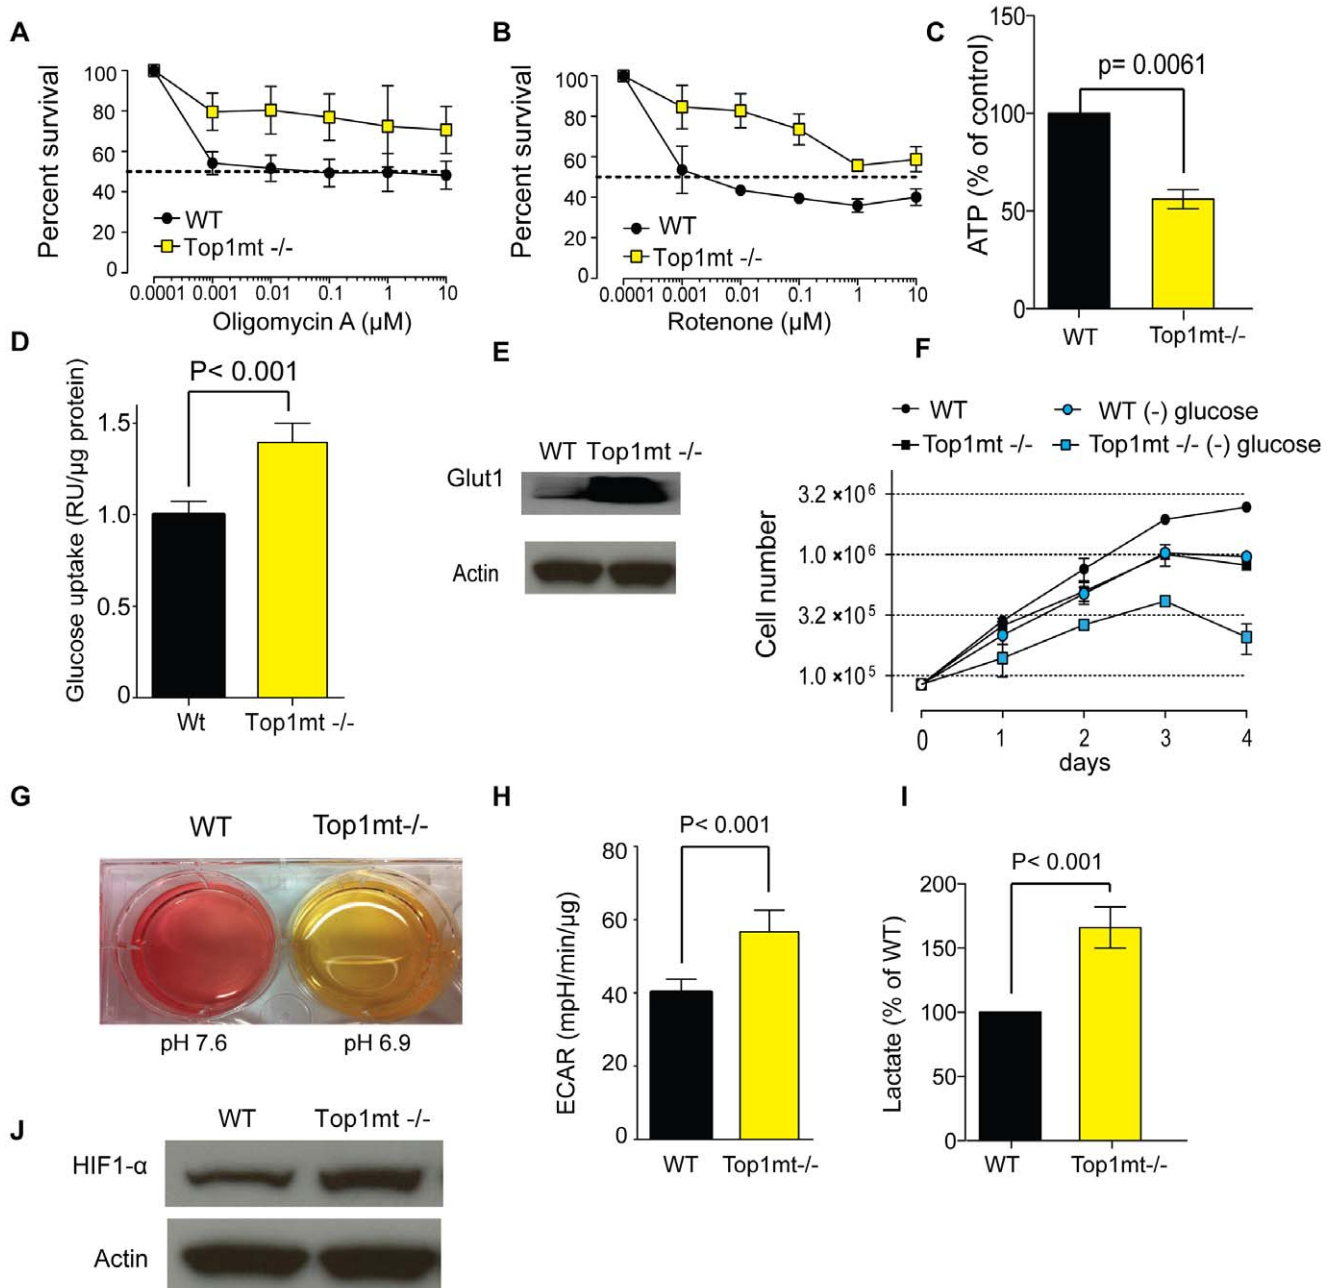 A
Percent survival
100
80
60
40
20
0
WT
Top1mt -/-
0.0001 0.001 0.01 0.1 1 10
Oligomycin A (µM)
B
Percent survival
100
80
60
40
20
0
WT
Top1mt -/-
0.0001 0.001 0.01 0.1 1 10
Rotenone (µM)
C
ATP (% of control)
150
100
50
0
p= 0.0061
WT Top1mt-/-
D
Glucose uptake (RU/µg protein)
P< 0.001
1.5
1.0
0.5
0
Wt Top1mt -/-
E
WT Top1mt -/-
Glut1
Actin
F
WT WT (-) glucose
Top1mt -/- Top1mt -/- (-) glucose
Cell number
3.2 ×10⁶
1.0 ×10⁶
3.2 ×10⁵
1.0 ×10⁵
0 1 2 3 4
days
G
WT Top1mt-/-
pH 7.6 pH 6.9
H
P< 0.001
ECAR (mpH/min/µg)
80
60
40
20
0
WT Top1mt-/-
I
P< 0.001
Lactate (% of WT)
200
150
100
50
0
WT Top1mt-/-
J
WT Top1mt -/-
HIF1-α
Actin